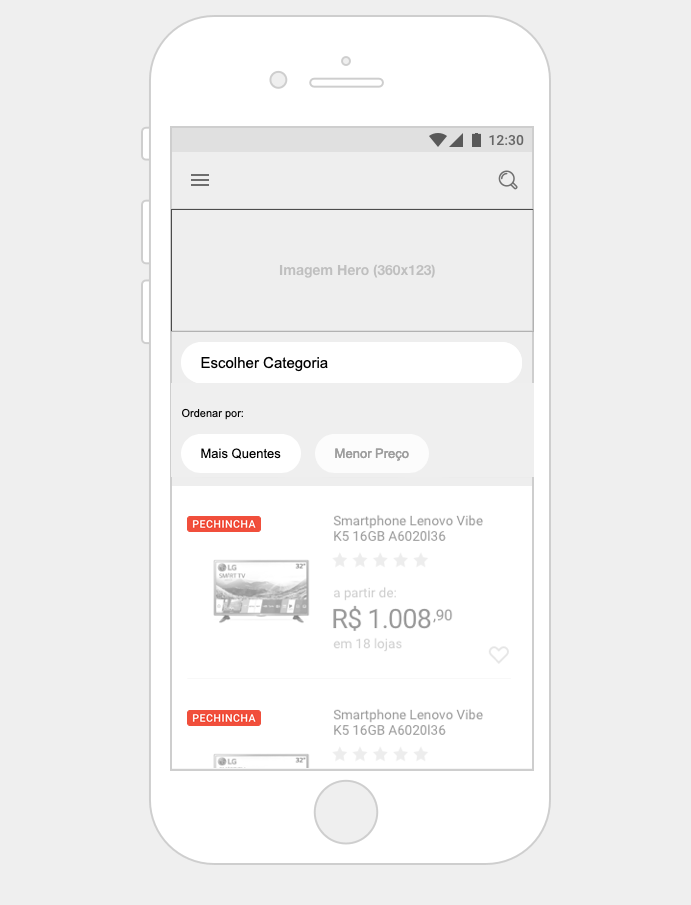 12:30
Imagem Hero (360x123)
Escolher Categoria
Ordenar por:
Mais Quentes
Menor Preço
PECHINCHA
Smartphone Lenovo Vibe
K5 16GB A6020l36
LG
32"
SMART TV
a partir de:
R$ 1.008,90
em 18 lojas
PECHINCHA
Smartphone Lenovo Vibe
K5 16GB A6020l36
LG
32"